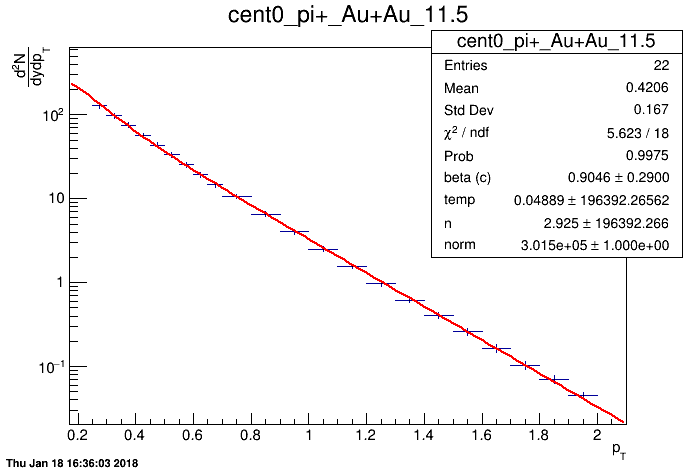 cent0_pi+_Au+Au_11.5
d²N
dydp_T
cent0_pi+_Au+Au_11.5
Entries 22
Mean 0.4206
Std Dev 0.167
χ² / ndf 5.623 / 18
Prob 0.9975
beta (c) 0.9046 ± 0.2900
temp 0.04889 ± 196392.26562
n 2.925 ± 196392.266
norm 3.015e+05 ± 1.000e+00
10²
10
1
10⁻¹
0.2 0.4 0.6 0.8 1 1.2 1.4 1.6 1.8 2
p_T
Thu Jan 18 16:36:03 2018